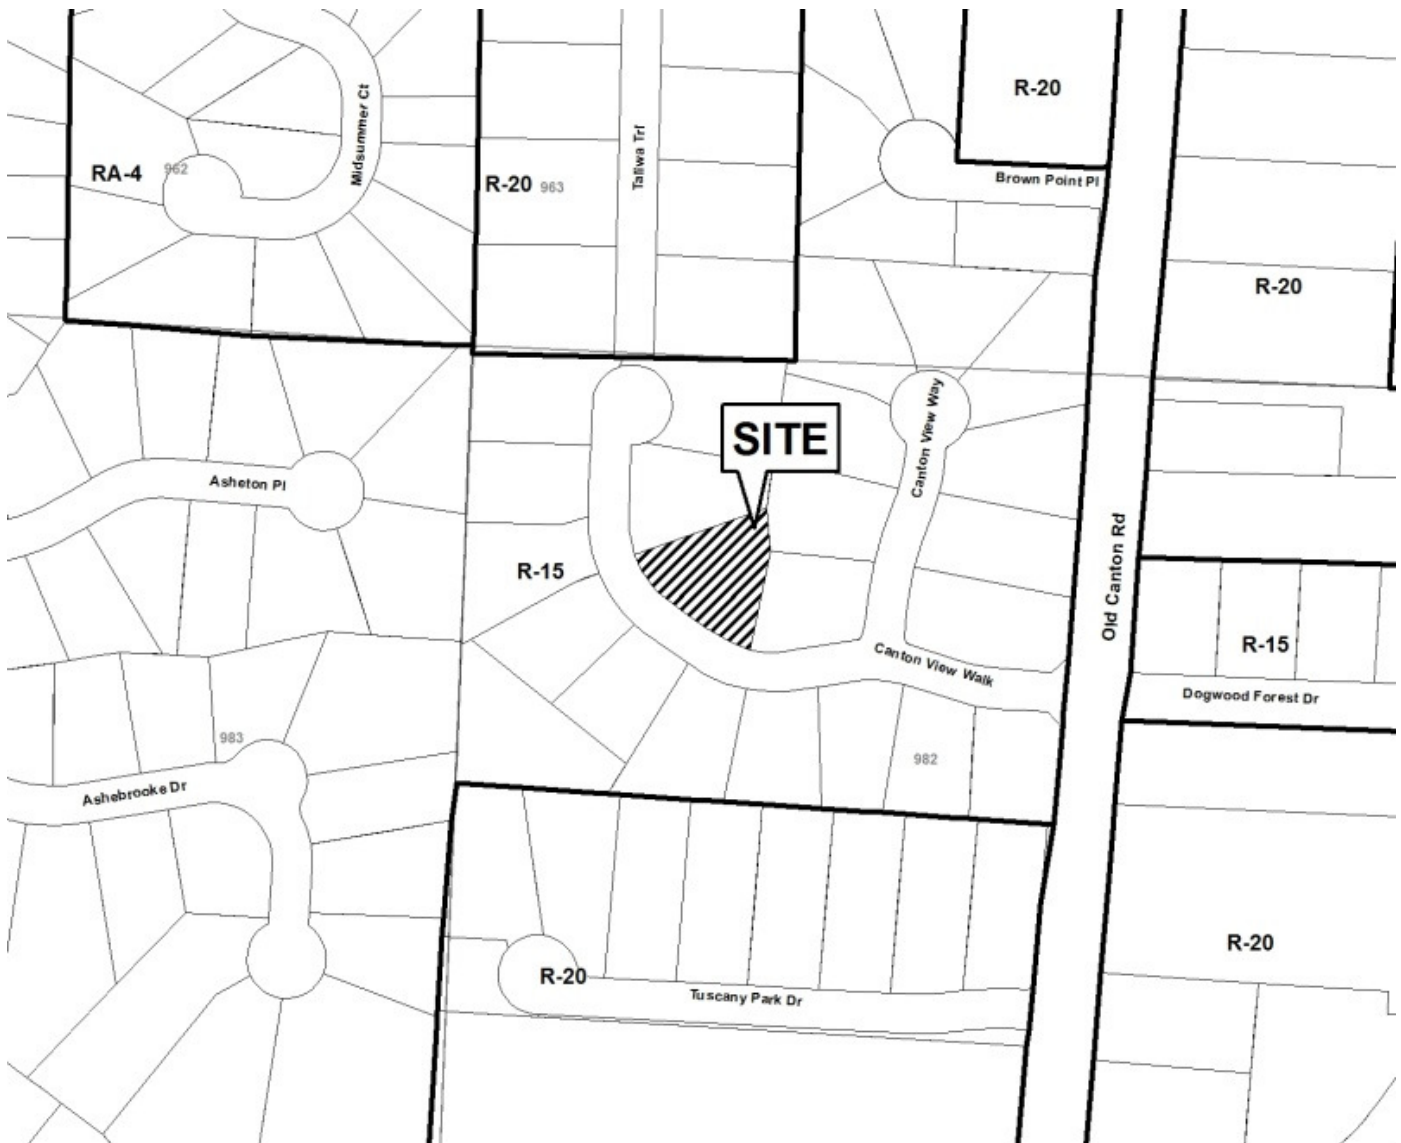 R-20
Midsummer Ct
RA-4
962
R-20
963
Brown Point Pl
R-20
SITE
Canton View Way
Asheton Pl
Old Canton Rd
R-15
R-15
Canton View Walk
Dogwood Forest Dr
983
982
Ashebrooke Dr
R-20
R-20
Tuscany Park Dr